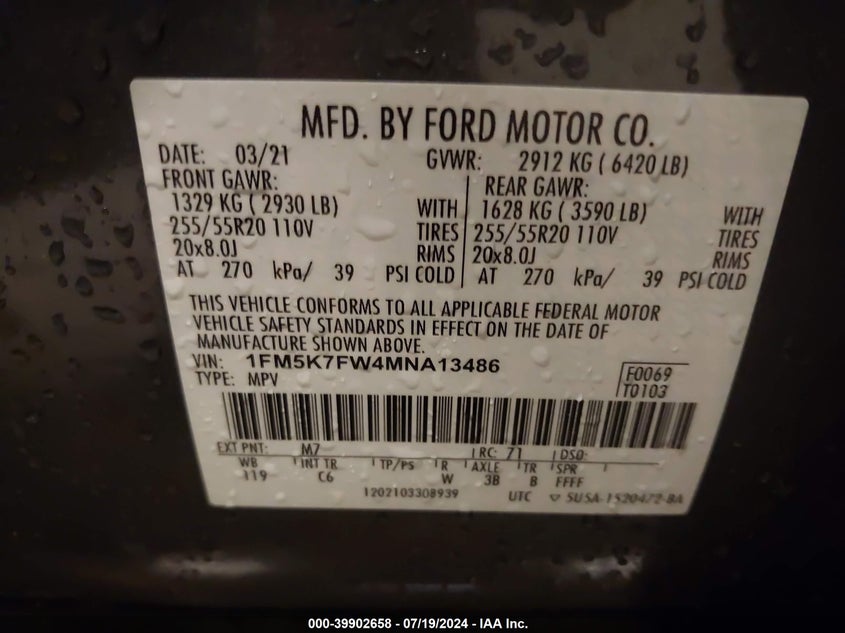 MFD. BY FORD MOTOR CO.
DATE: 03/21 GVWR: 2912 KG ( 6420 LB)
FRONT GAWR: REAR GAWR:
1329 KG ( 2930 LB) WITH 1628 KG ( 3590 LB) WITH
255/55R20 110V TIRES 255/55R20 110V TIRES
20x8.0J RIMS 20x8.0J RIMS
AT 270 kPa/ 39 PSI COLD AT 270 kPa/ 39 PSI COLD
THIS VEHICLE CONFORMS TO ALL APPLICABLE FEDERAL MOTOR
VEHICLE SAFETY STANDARDS IN EFFECT ON THE DATE OF
MANUFACTURE SHOWN ABOVE.
VIN: 1FM5K7FW4MNA13486
TYPE: MPV F0069
T0103
EXT PNT: M7 RC: 71 DSO:
WB INT TR TP/PS R AXLE TR SPR
119 C6 W 3B B FFFF
1202103308939 UTC SUSA-1520472-BA
000-39902658 - 07/19/2024 - IAA Inc.